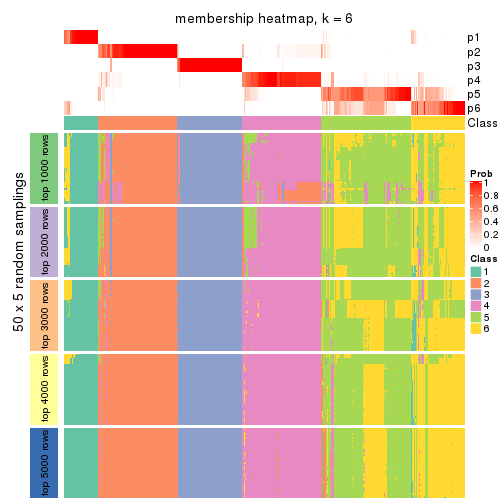 membership heatmap, k = 6
p1
p2
p3
p4
p5
p6
Class
50 x 5 random samplings
top 1000 rows
top 2000 rows
top 3000 rows
top 4000 rows
top 5000 rows
Prob
1
0.8
0.6
0.4
0.2
0
Class
1
2
3
4
5
6